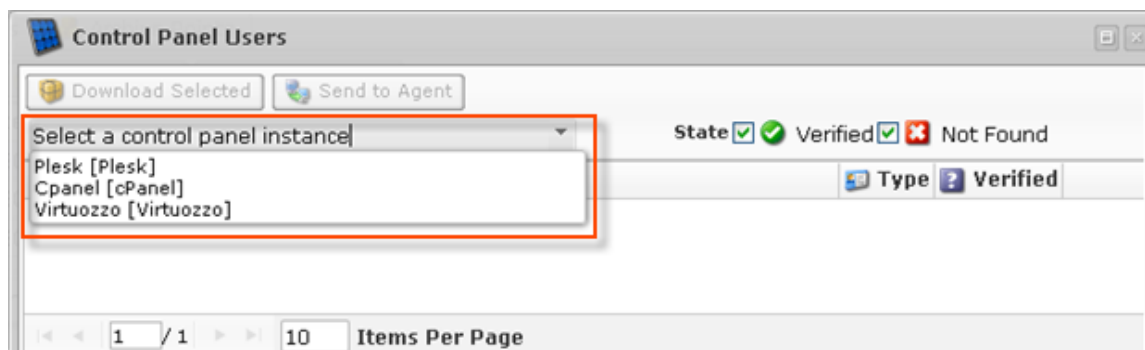 Control Panel Users
Download Selected Send to Agent
Select a control panel instance State Verified Not Found
Plesk [Plesk]
Cpanel [cPanel]
Virtuozzo [Virtuozzo]
Type ? Verified
1 / 1 10 Items Per Page